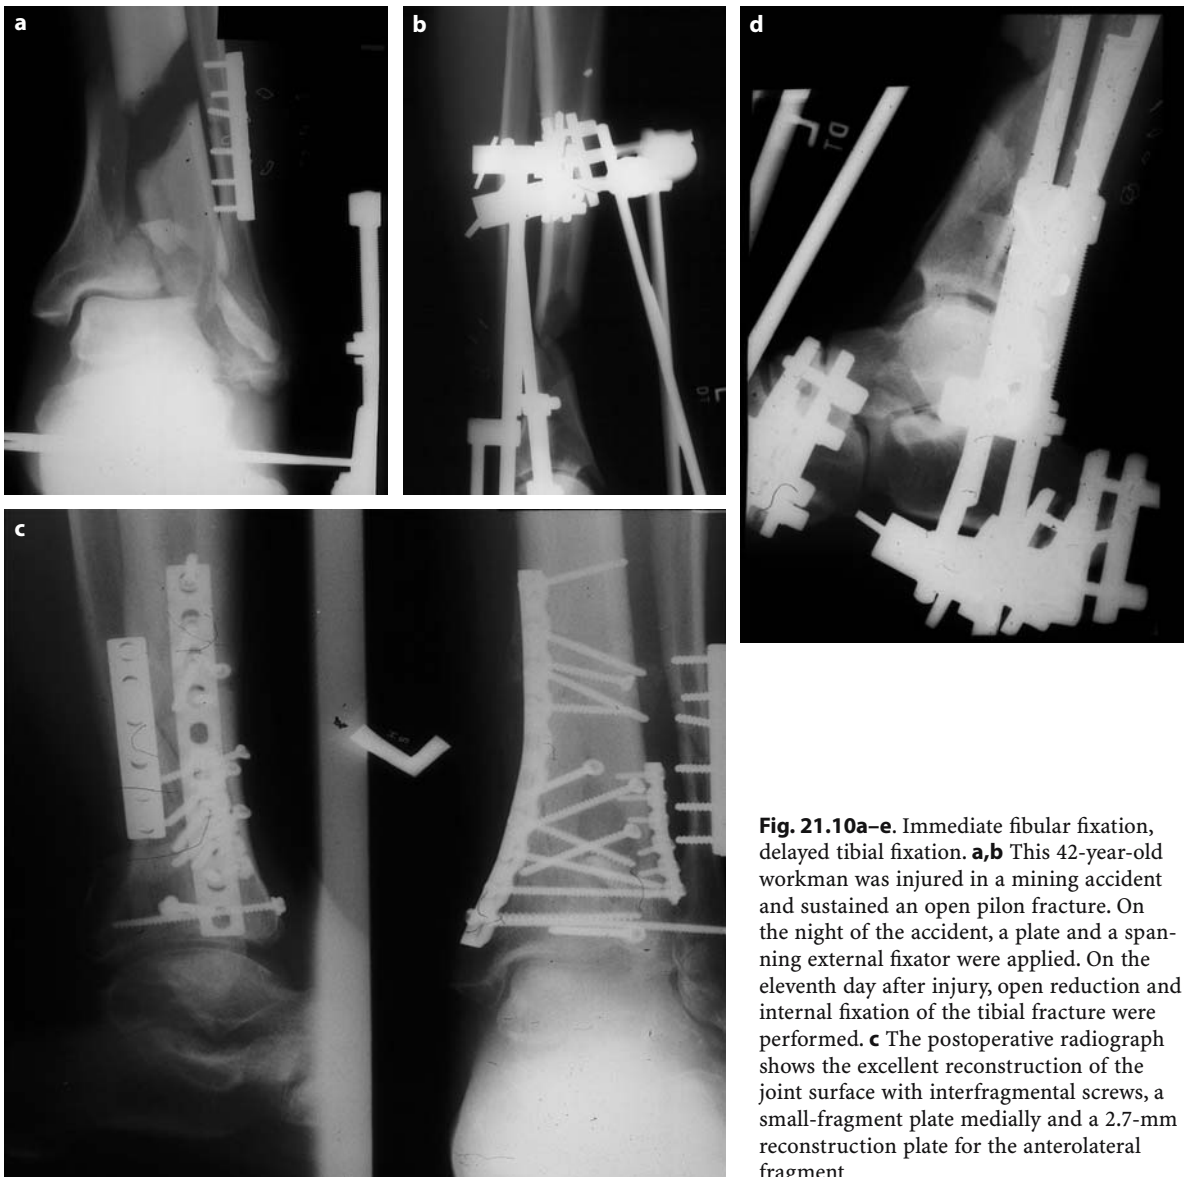 a
b
d
c
Fig. 21.10a–e. Immediate fibular fixation,
delayed tibial fixation. a,b This 42-year-old
workman was injured in a mining accident
and sustained an open pilon fracture. On
the night of the accident, a plate and a span-
ning external fixator were applied. On the
eleventh day after injury, open reduction and
internal fixation of the tibial fracture were
performed. c The postoperative radiograph
shows the excellent reconstruction of the
joint surface with interfragmental screws, a
small-fragment plate medially and a 2.7-mm
reconstruction plate for the anterolateral
fragment